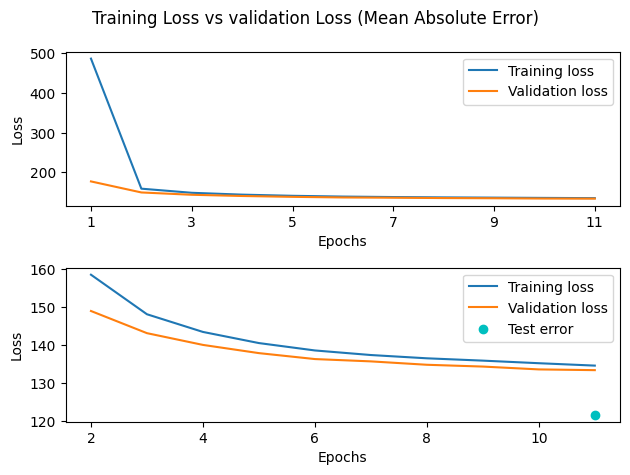 Training Loss vs validation Loss (Mean Absolute Error)
500
400
300
200
Loss
Training loss
Validation loss
1 3 5 7 9 11
Epochs
160
150
140
130
120
Loss
Training loss
Validation loss
Test error
2 4 6 8 10
Epochs